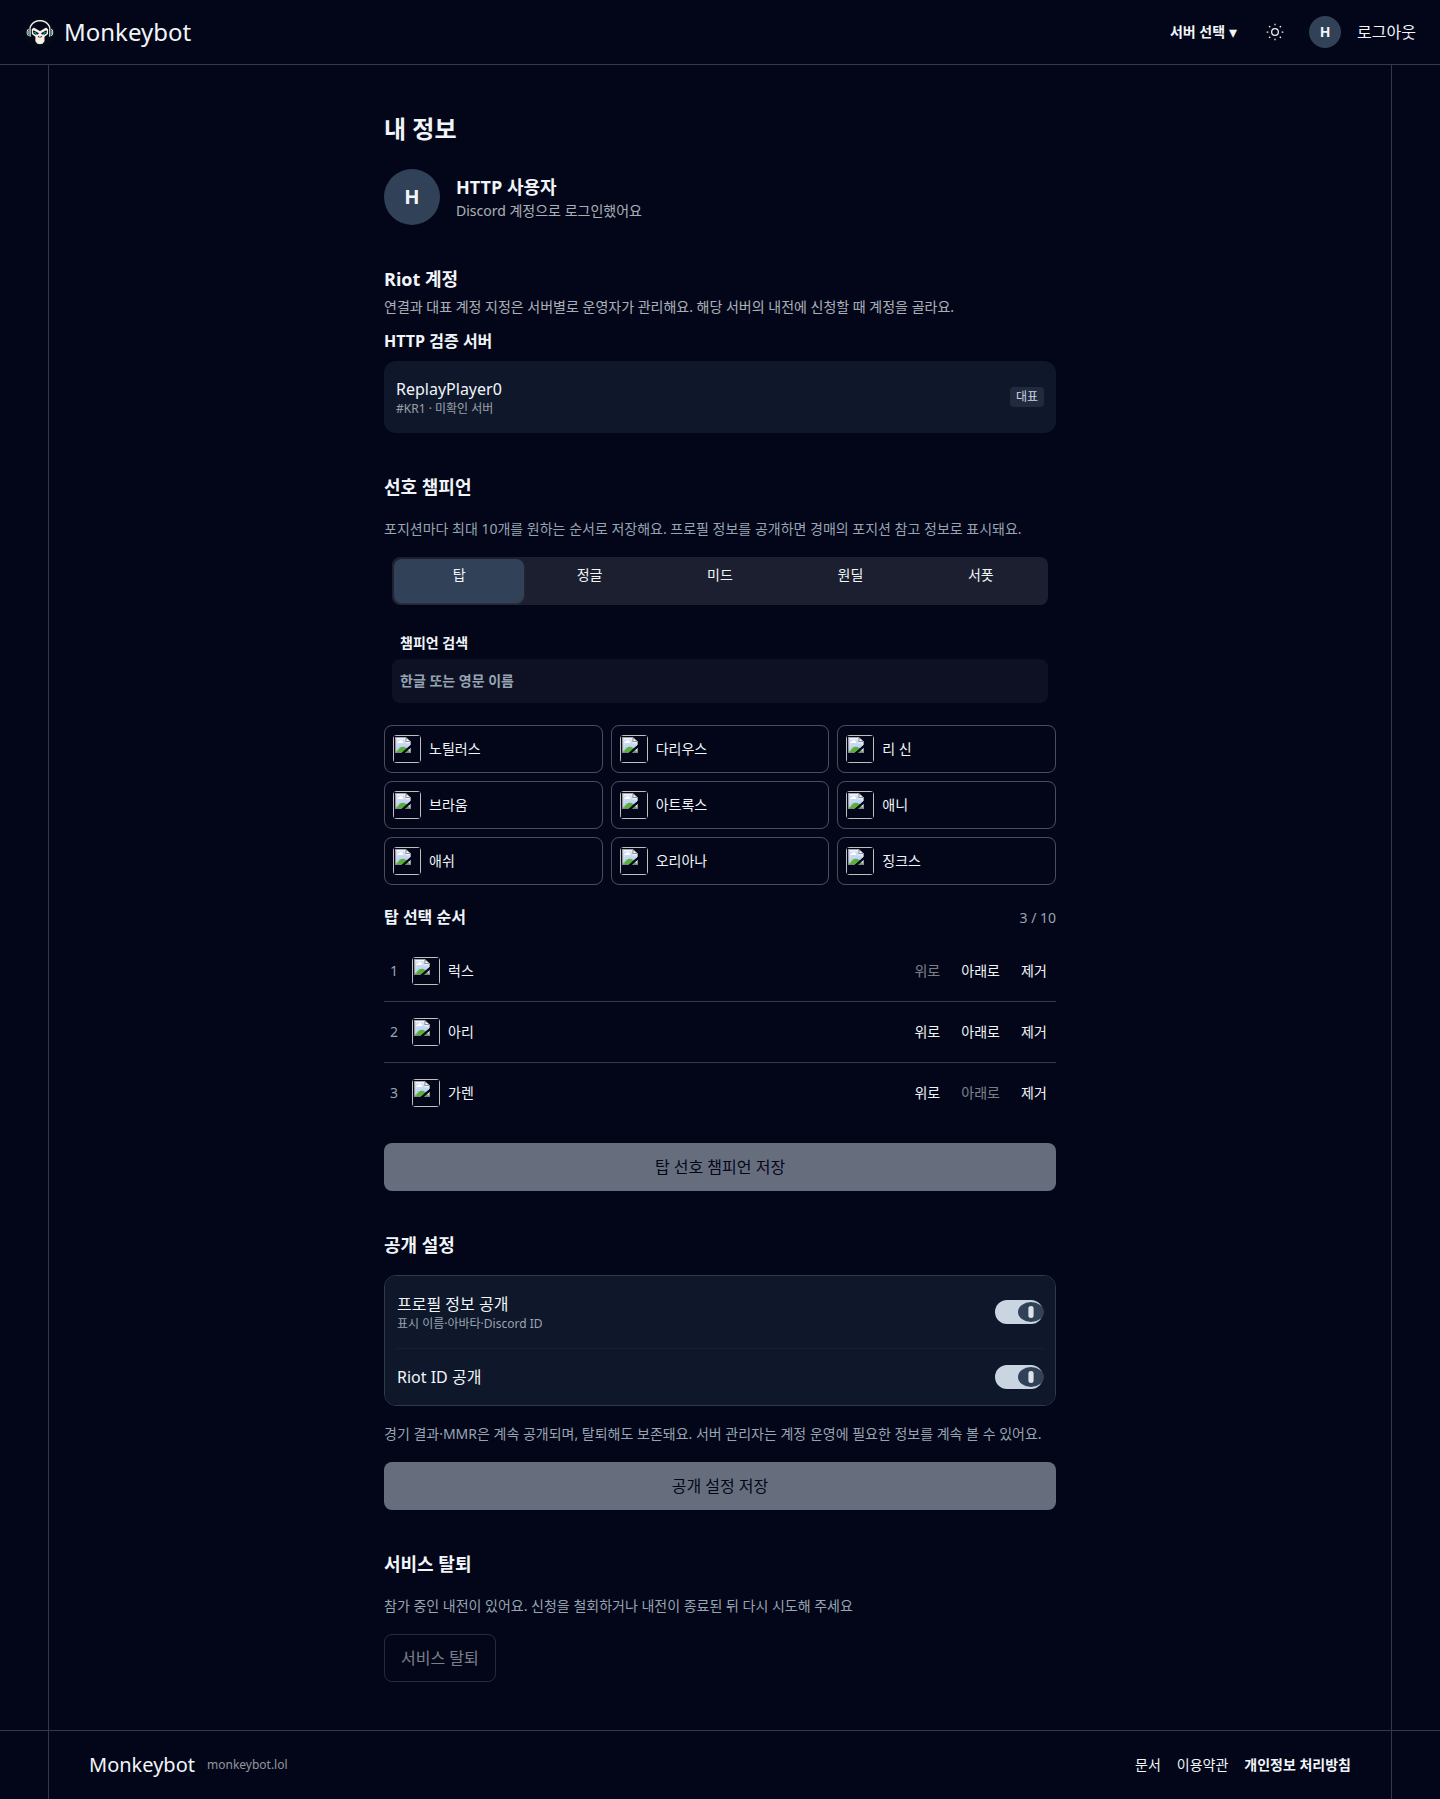 Monkeybot
서버 선택 ▾
H
로그아웃
내 정보
H
HTTP 사용자
Discord 계정으로 로그인했어요
Riot 계정
연결과 대표 계정 지정은 서버별로 운영자가 관리해요. 해당 서버의 내전에 신청할 때 계정을 골라요.
HTTP 검증 서버
ReplayPlayer0
#KR1 · 미확인 서버
대표
선호 챔피언
포지션마다 최대 10개를 원하는 순서로 저장해요. 프로필 정보를 공개하면 경매의 포지션 참고 정보로 표시돼요.
탑
정글
미드
원딜
서폿
챔피언 검색
한글 또는 영문 이름
노틸러스
다리우스
리 신
브라움
아트록스
애니
애쉬
오리아나
징크스
탑 선택 순서
3 / 10
1 럭스 위로 아래로 제거
2 아리 위로 아래로 제거
3 가렌 위로 아래로 제거
탑 선호 챔피언 저장
공개 설정
프로필 정보 공개
표시 이름·아바타·Discord ID
Riot ID 공개
경기 결과·MMR은 계속 공개되며, 탈퇴해도 보존돼요. 서버 관리자는 계정 운영에 필요한 정보를 계속 볼 수 있어요.
공개 설정 저장
서비스 탈퇴
참가 중인 내전이 있어요. 신청을 철회하거나 내전이 종료된 뒤 다시 시도해 주세요
서비스 탈퇴
Monkeybot
monkeybot.lol
문서
이용약관
개인정보 처리방침